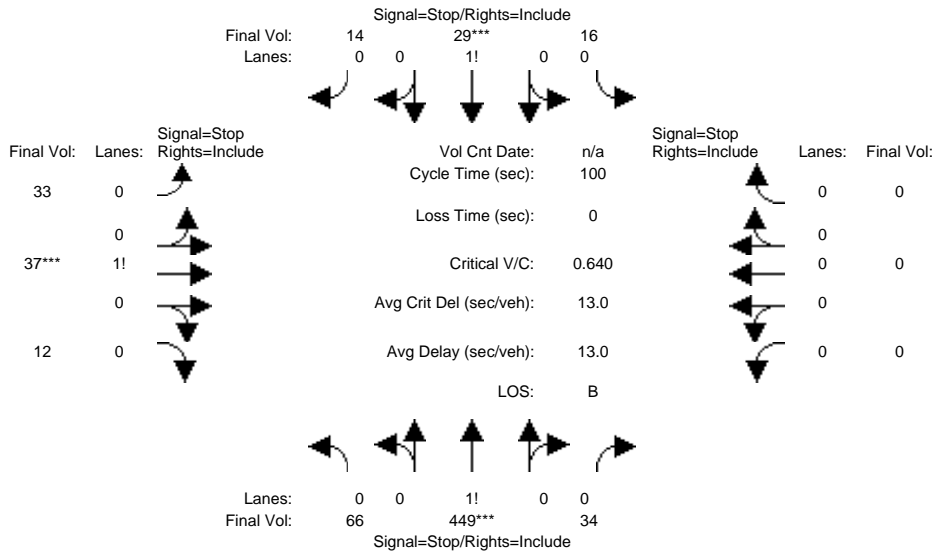 Signal=Stop/Rights=Include
Final Vol: 14 29*** 16
Lanes: 0 0 1! 0 0
Signal=Stop
Final Vol: Lanes: Rights=Include
Vol Cnt Date: n/a
Signal=Stop
Rights=Include Lanes: Final Vol:
Cycle Time (sec): 100
33 0
0 0
Loss Time (sec): 0
0
0
37*** 1!
Critical V/C: 0.640
0 0
0
Avg Crit Del (sec/veh): 13.0
0
12 0
Avg Delay (sec/veh): 13.0
0 0
LOS: B
Lanes: 0 0 1! 0 0
Final Vol: 66 449*** 34
Signal=Stop/Rights=Include